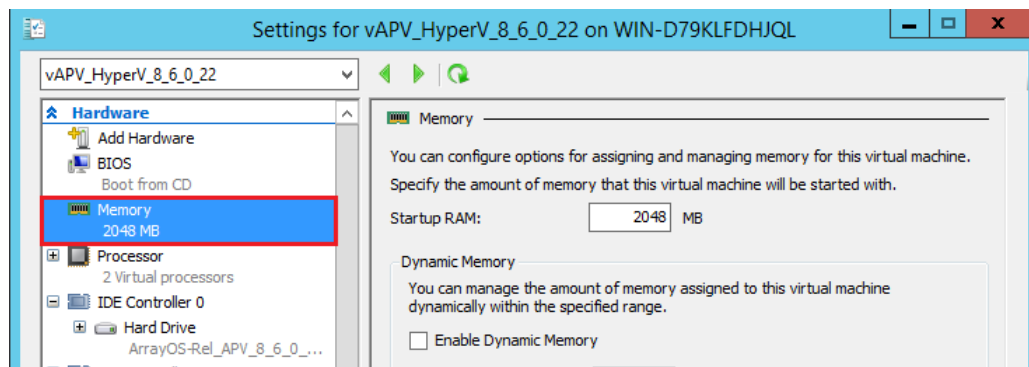 Settings for vAPV_HyperV_8_6_0_22 on WIN-D79KLFDHJQL
vAPV_HyperV_8_6_0_22
Hardware
Add Hardware
BIOS
Boot from CD
Memory
2048 MB
Processor
2 Virtual processors
IDE Controller 0
Hard Drive
ArrayOS-Rel_APV_8_6_0_...
Memory
You can configure options for assigning and managing memory for this virtual machine.
Specify the amount of memory that this virtual machine will be started with.
Startup RAM: 2048 MB
Dynamic Memory
You can manage the amount of memory assigned to this virtual machine
dynamically within the specified range.
Enable Dynamic Memory